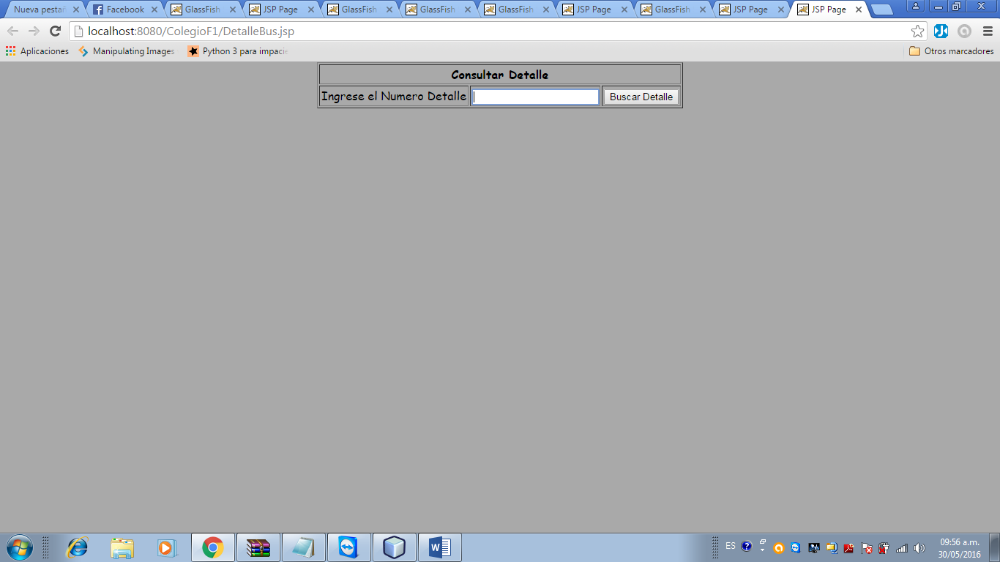 Nueva pestañ
Facebook
GlassFish
JSP Page
GlassFish
GlassFish
GlassFish
JSP Page
GlassFish
JSP Page
JSP Page
localhost:8080/ColegioF1/DetalleBus.jsp
Aplicaciones
Manipulating Images
Python 3 para impacie
Otros marcadores
Consultar Detalle
Ingrese el Numero Detalle
Buscar Detalle
ES
09:56 a.m.
30/05/2016